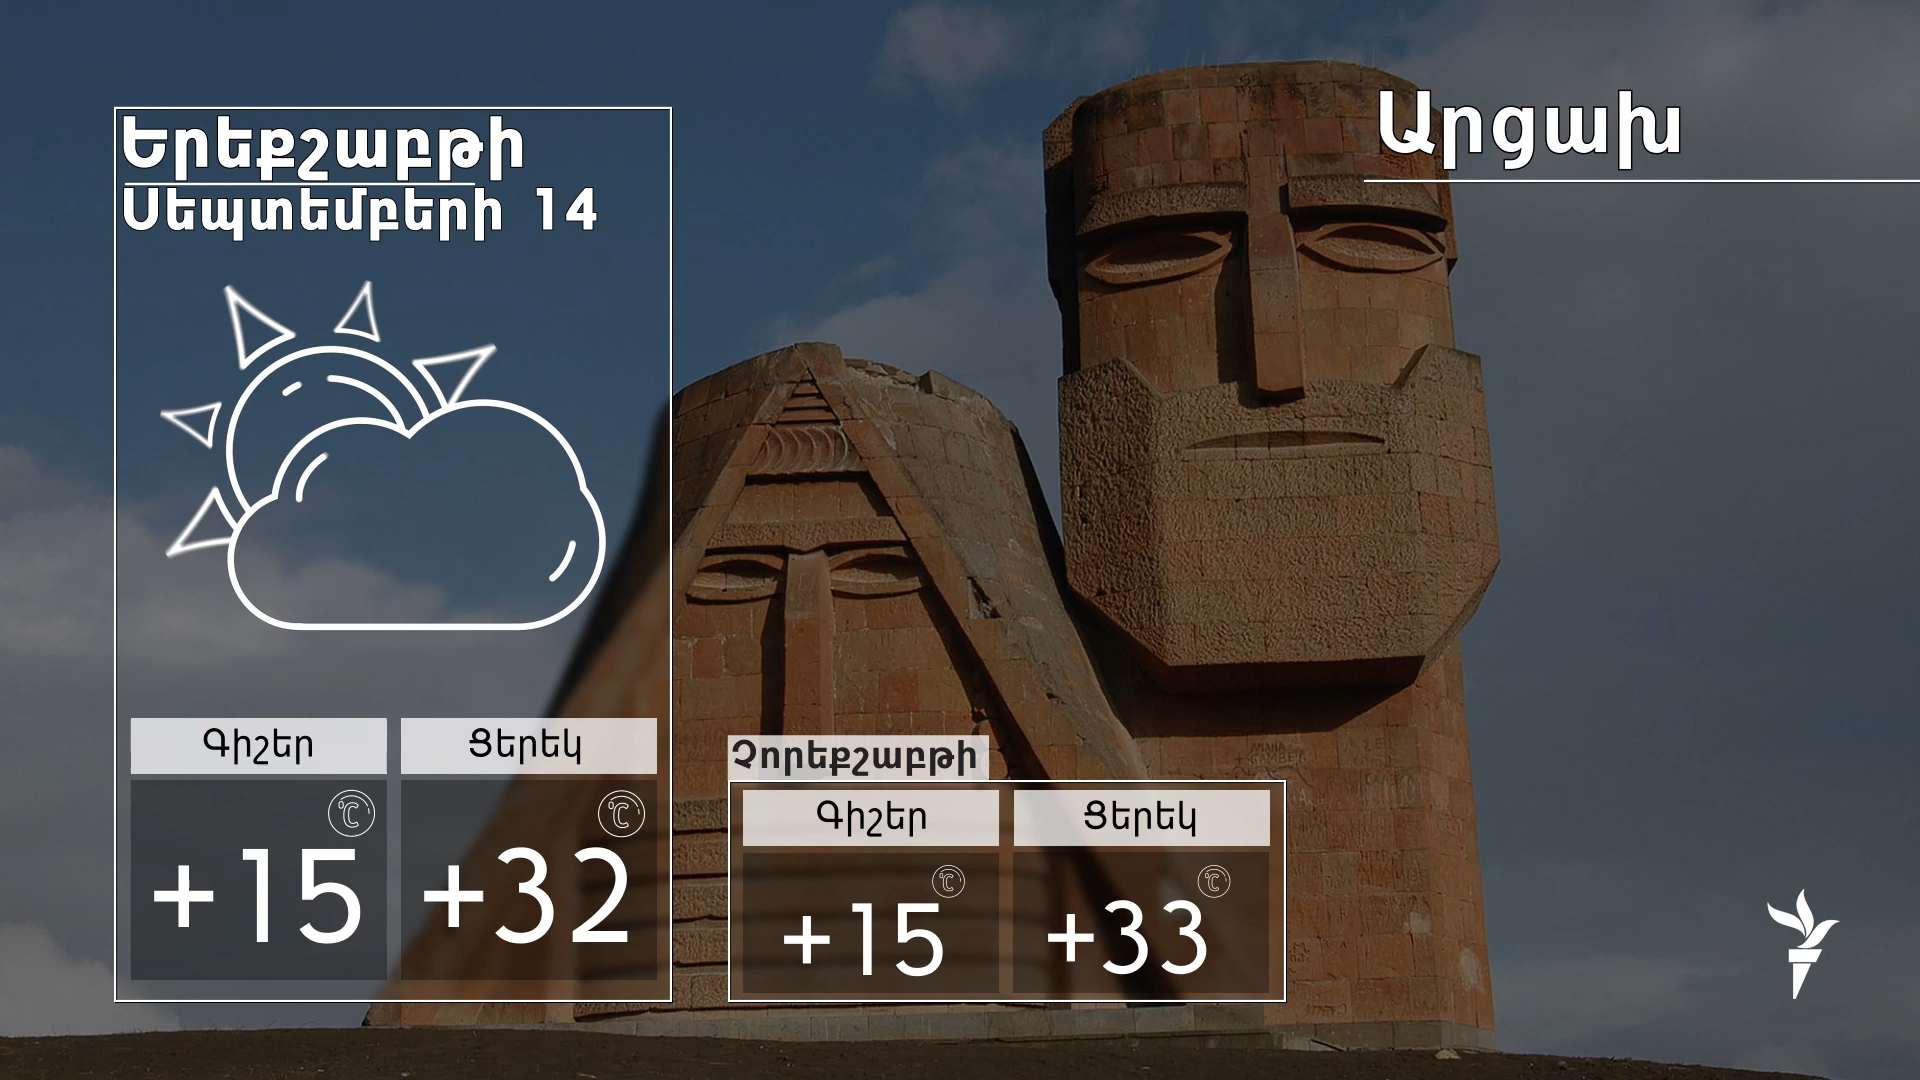 Երեքշաբթի
Սեպտեմբերի 14
Արցախ
Գիշեր
Ցերեկ
°C
°C
+15
+32
Չորեքշաբթի
Գիշեր
Ցերեկ
°C
°C
+15
+33